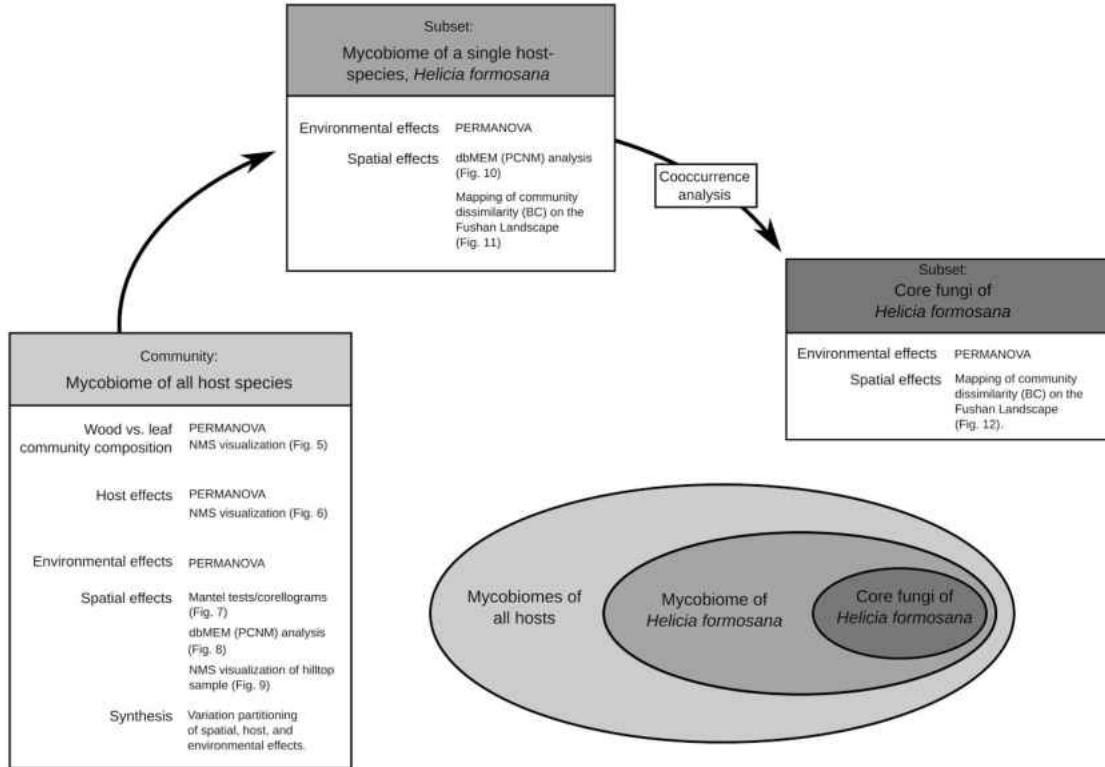 Subset:
Mycobiome of a single host-
species, Helicia formosana
Environmental effects PERMANOVA
Spatial effects dbMEM (PCNM) analysis
(Fig. 10)
Mapping of community
dissimilarity (BC) on the
Fushan Landscape
(Fig. 11)
Cooccurrence
analysis
Subset:
Core fungi of
Helicia formosana
Environmental effects PERMANOVA
Spatial effects Mapping of community
dissimilarity (BC) on the
Fushan Landscape
(Fig. 12).
Community:
Mycobiome of all host species
Wood vs. leaf PERMANOVA
community composition NMS visualization (Fig. 5)
Host effects PERMANOVA
NMS visualization (Fig. 6)
Environmental effects PERMANOVA
Spatial effects Mantel tests/corellograms
(Fig. 7)
dbMEM (PCNM) analysis
(Fig. 8)
NMS visualization of hilltop
sample (Fig. 9)
Synthesis Variation partitioning
of spatial, host, and
environmental effects.
Mycobiomes of
all hosts
Mycobiome of
Helicia formosana
Core fungi of
Helicia formosana